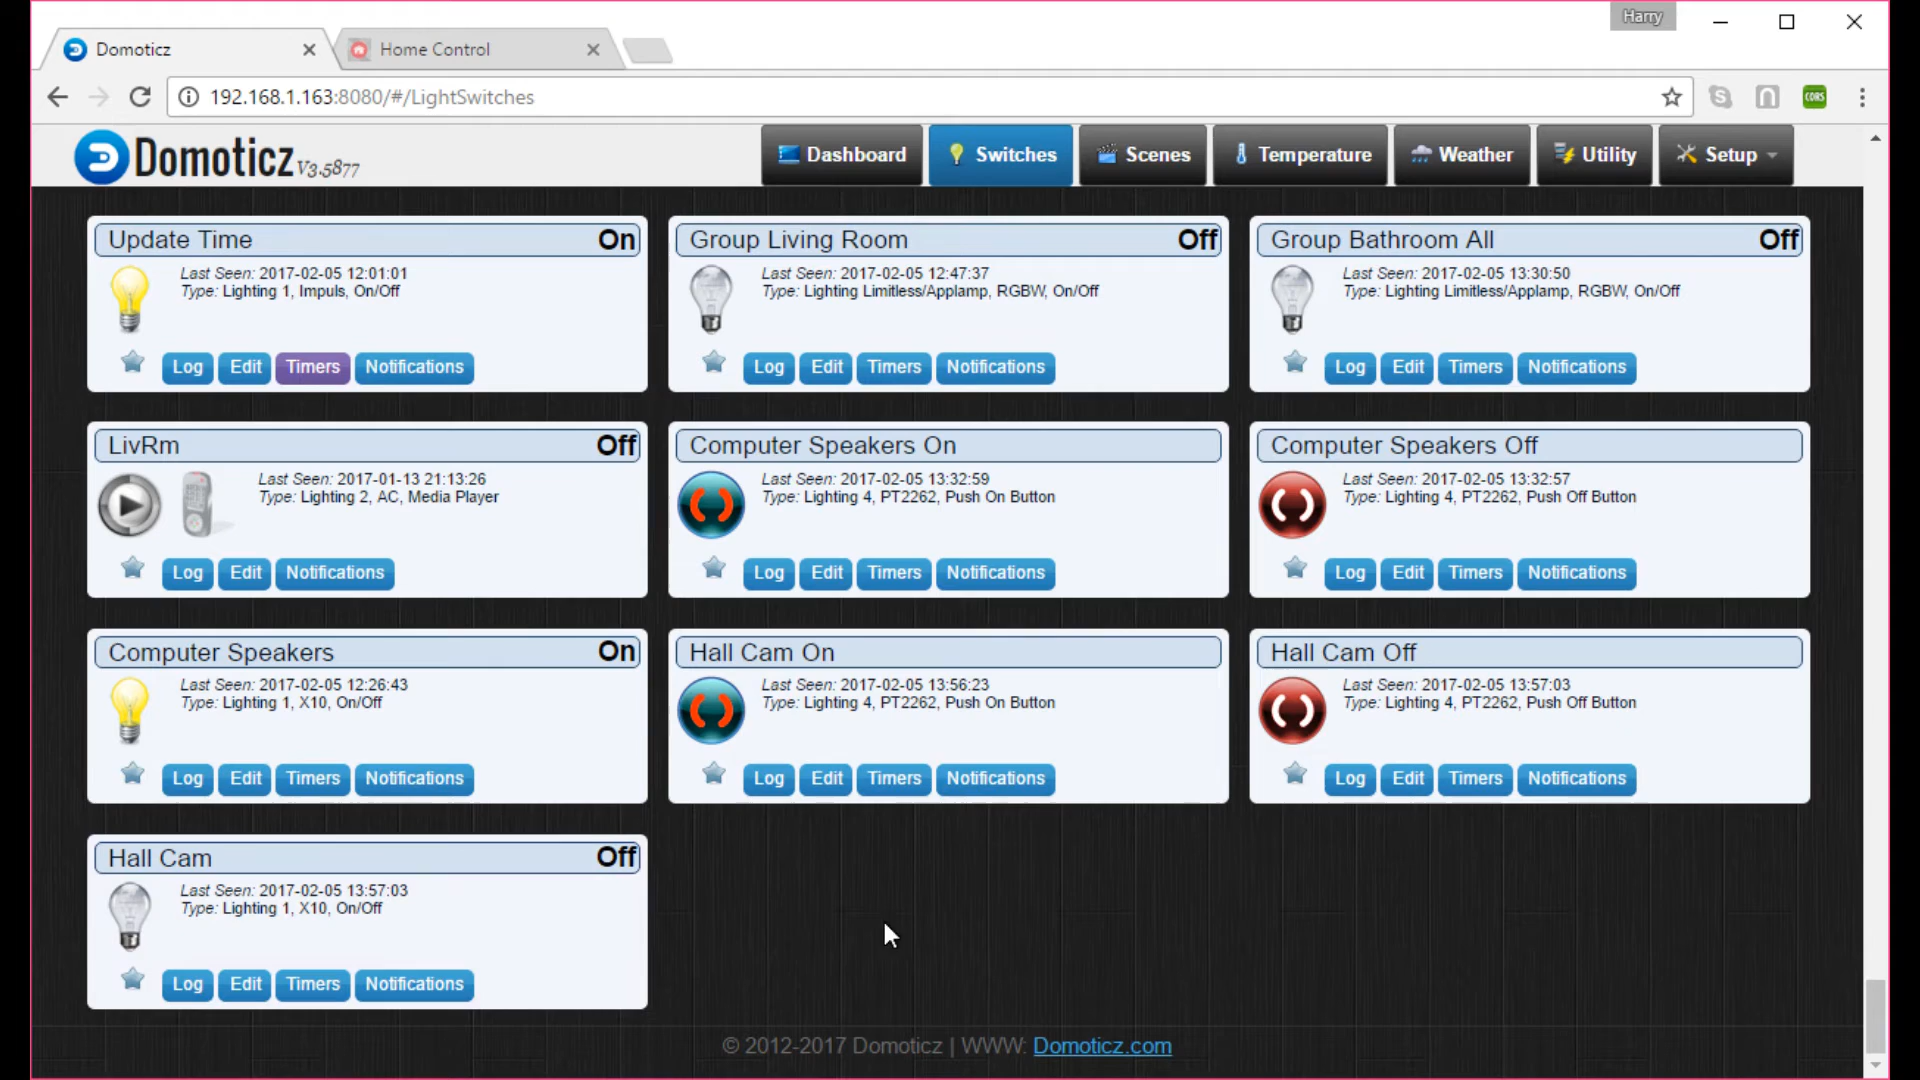 Harry
Domoticz
Home Control
192.168.1.163:8080/#/LightSwitches
CORS
Domoticz V3.5877
Dashboard
Switches
Scenes
Temperature
Weather
Utility
Setup
Update Time On
Last Seen: 2017-02-05 12:01:01
Type: Lighting 1, Impuls, On/Off
Log Edit Timers Notifications
Group Living Room Off
Last Seen: 2017-02-05 12:47:37
Type: Lighting Limitless/Applamp, RGBW, On/Off
Log Edit Timers Notifications
Group Bathroom All Off
Last Seen: 2017-02-05 13:30:50
Type: Lighting Limitless/Applamp, RGBW, On/Off
Log Edit Timers Notifications
LivRm Off
Last Seen: 2017-01-13 21:13:26
Type: Lighting 2, AC, Media Player
Log Edit Notifications
Computer Speakers On
Last Seen: 2017-02-05 13:32:59
Type: Lighting 4, PT2262, Push On Button
Log Edit Timers Notifications
Computer Speakers Off
Last Seen: 2017-02-05 13:32:57
Type: Lighting 4, PT2262, Push Off Button
Log Edit Timers Notifications
Computer Speakers On
Last Seen: 2017-02-05 12:26:43
Type: Lighting 1, X10, On/Off
Log Edit Timers Notifications
Hall Cam On
Last Seen: 2017-02-05 13:56:23
Type: Lighting 4, PT2262, Push On Button
Log Edit Timers Notifications
Hall Cam Off
Last Seen: 2017-02-05 13:57:03
Type: Lighting 4, PT2262, Push Off Button
Log Edit Timers Notifications
Hall Cam Off
Last Seen: 2017-02-05 13:57:03
Type: Lighting 1, X10, On/Off
Log Edit Timers Notifications
© 2012-2017 Domoticz | WWW: Domoticz.com